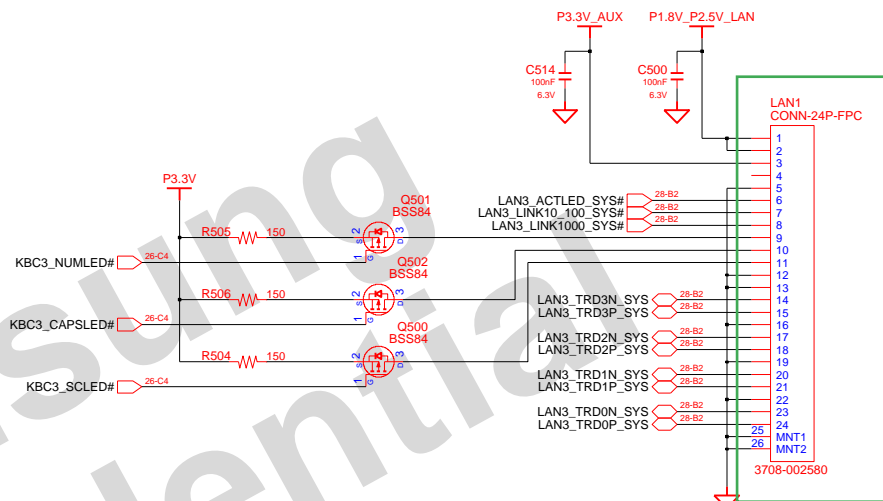 P3.3V_AUX
P1.8V_P2.5V_LAN
C514
100nF
6.3V
C500
100nF
6.3V
LAN1
CONN-24P-FPC
1
2
3
4
5
6
7
8
9
10
11
12
13
14
15
16
17
18
19
20
21
22
23
24
25 MNT1
26 MNT2
3708-002580
LAN3_ACTLED_SYS# 28-B2
LAN3_LINK10_100_SYS# 28-B2
LAN3_LINK1000_SYS# 28-B2
LAN3_TRD3N_SYS 28-B2
LAN3_TRD3P_SYS 28-B2
LAN3_TRD2N_SYS 28-B2
LAN3_TRD2P_SYS 28-B2
LAN3_TRD1N_SYS 28-B2
LAN3_TRD1P_SYS 28-B2
LAN3_TRD0N_SYS 28-B2
LAN3_TRD0P_SYS 28-B2
P3.3V
Q501
BSS84
R505 150 2 S D 3
KBC3_NUMLED# 26-C4 1 G
Q502
BSS84
R506 150 2 S D 3
KBC3_CAPSLED# 26-C4 1 G
Q500
BSS84
R504 150 2 S D 3
KBC3_SCLED# 26-C4 1 G
sung
dential